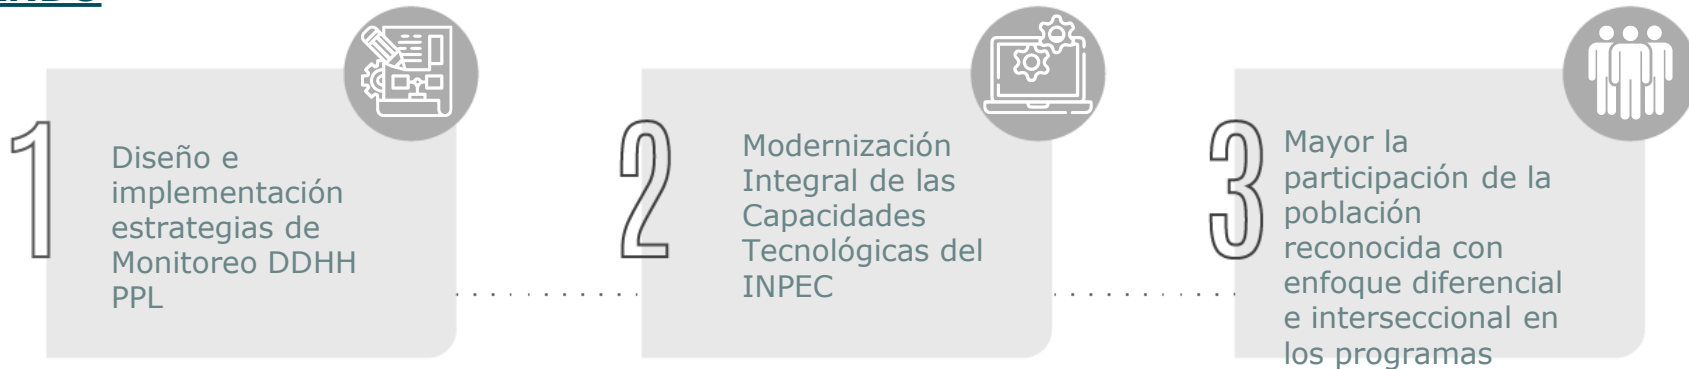 1
Diseño e
implementación
estrategias de
Monitoreo DDHH
PPL
2
Modernización
Integral de las
Capacidades
Tecnológicas del
INPEC
3
Mayor la
participación de la
población
reconocida con
enfoque diferencial
e interseccional en
los programas